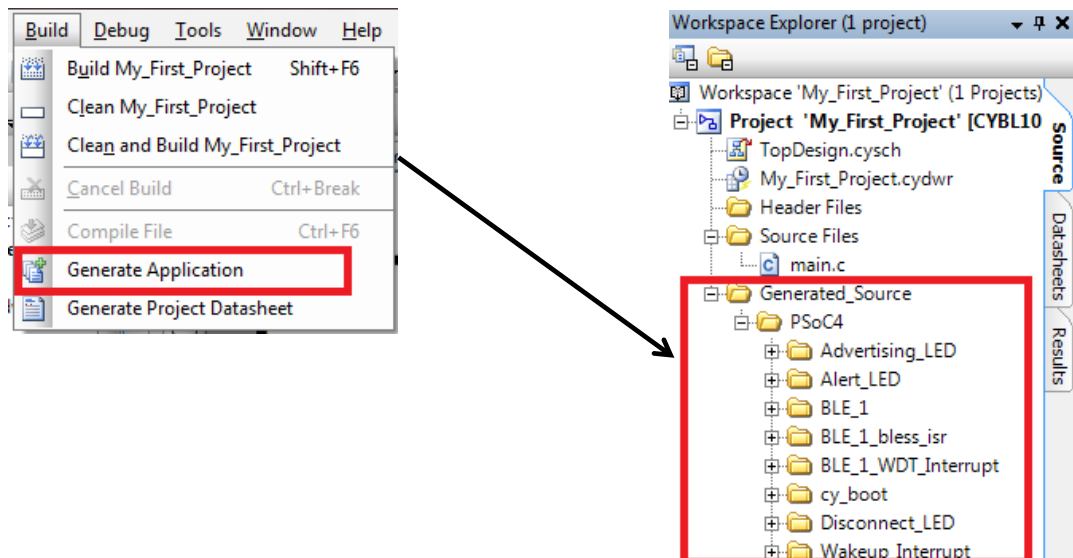 Build Debug Tools Window Help
Build My_First_Project Shift+F6
Clean My_First_Project
Clean and Build My_First_Project
Cancel Build Ctrl+Break
Compile File Ctrl+F6
Generate Application
Generate Project Datasheet
Workspace Explorer (1 project)
Workspace 'My_First_Project' (1 Projects)
Project 'My_First_Project' [CYBL10
TopDesign.cysch
My_First_Project.cydwr
Header Files
Source Files
main.c
Generated_Source
PSoC4
Advertising_LED
Alert_LED
BLE_1
BLE_1_bless_isr
BLE_1_WDT_Interrupt
cy_boot
Disconnect_LED
Wakeup_Interrupt
Source
Datasheets
Results